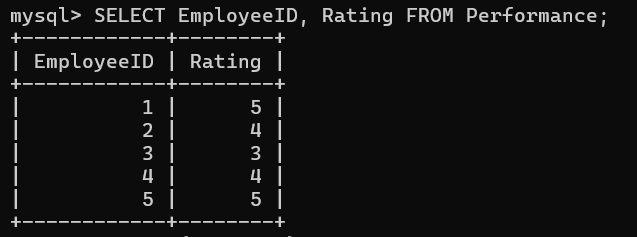 mysql> SELECT EmployeeID, Rating FROM Performance;
+------------+--------+
| EmployeeID | Rating |
+------------+--------+
|          1 |      5 |
|          2 |      4 |
|          3 |      3 |
|          4 |      4 |
|          5 |      5 |
+------------+--------+